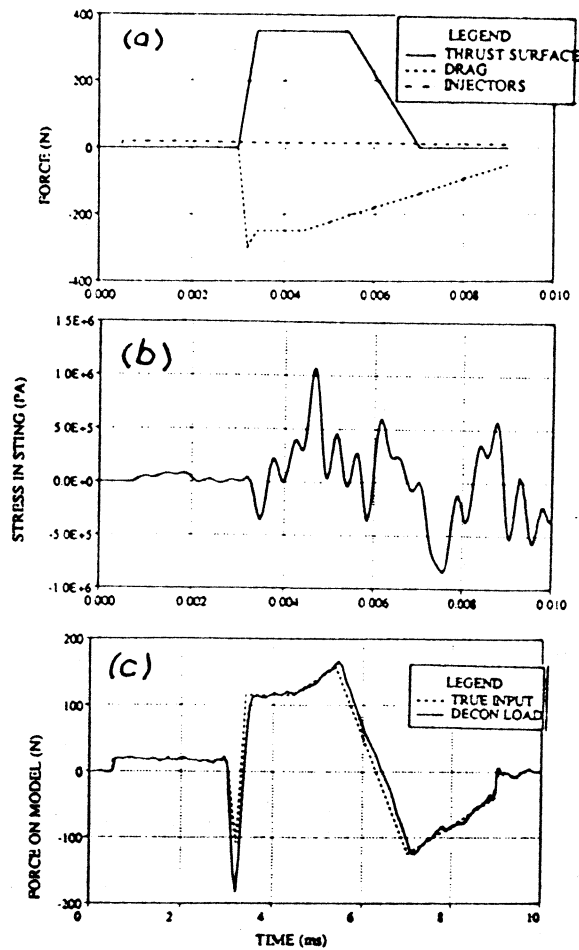 (a)
400
200
0
-200
-400
FORCE (N)
LEGEND
THRUST SURFACE
DRAG
INJECTORS
0.000 0.002 0.004 0.006 0.008 0.010
(b)
1.5E+6
1.0E+6
5.0E+5
0.0E+6
-5.0E+5
-1.0E+6
STRESS IN STING (PA)
0.000 0.002 0.004 0.006 0.008 0.010
(c)
200
100
0
-100
-200
FORCE ON MODEL (N)
LEGEND
TRUE INPUT
DECON LOAD
0 2 4 6 8 10
TIME (ms)